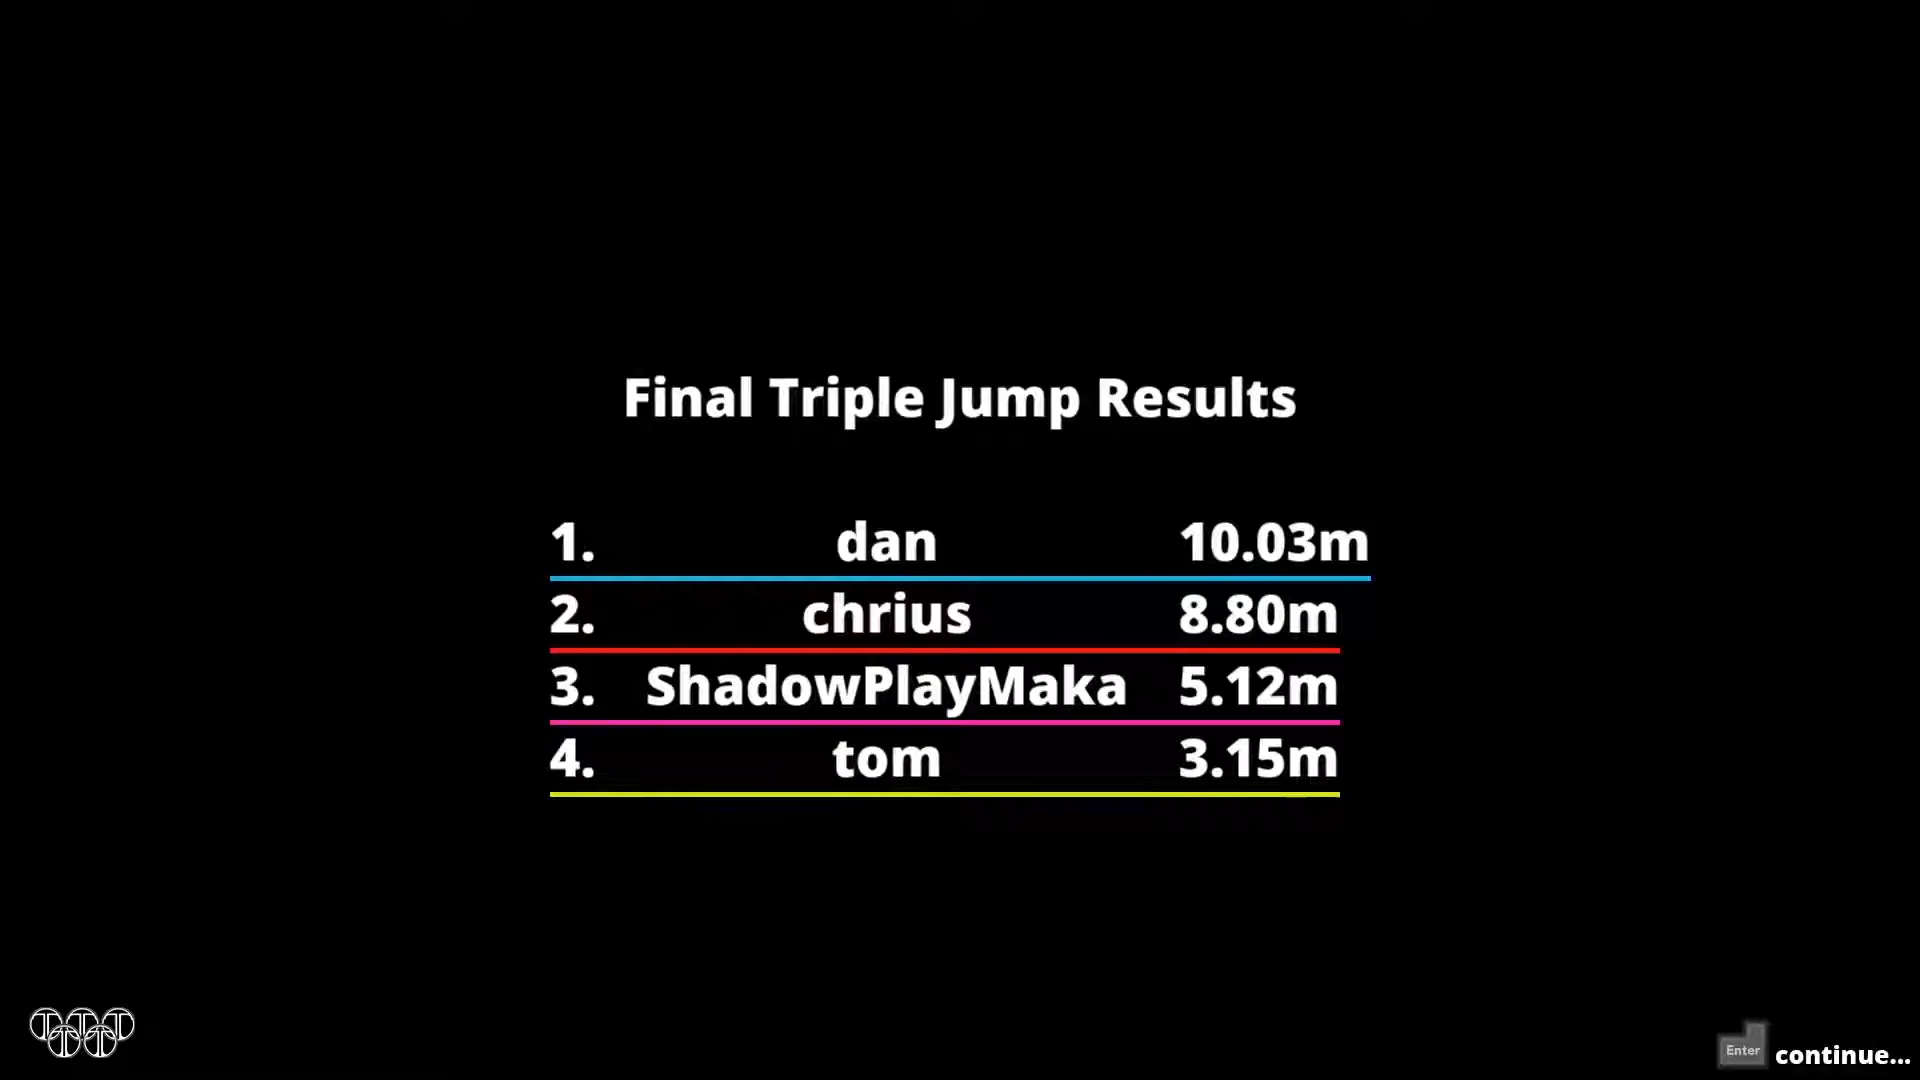 Final Triple Jump Results
1. dan 10.03m
2. chrius 8.80m
3. ShadowPlayMaka 5.12m
4. tom 3.15m
Enter continue...